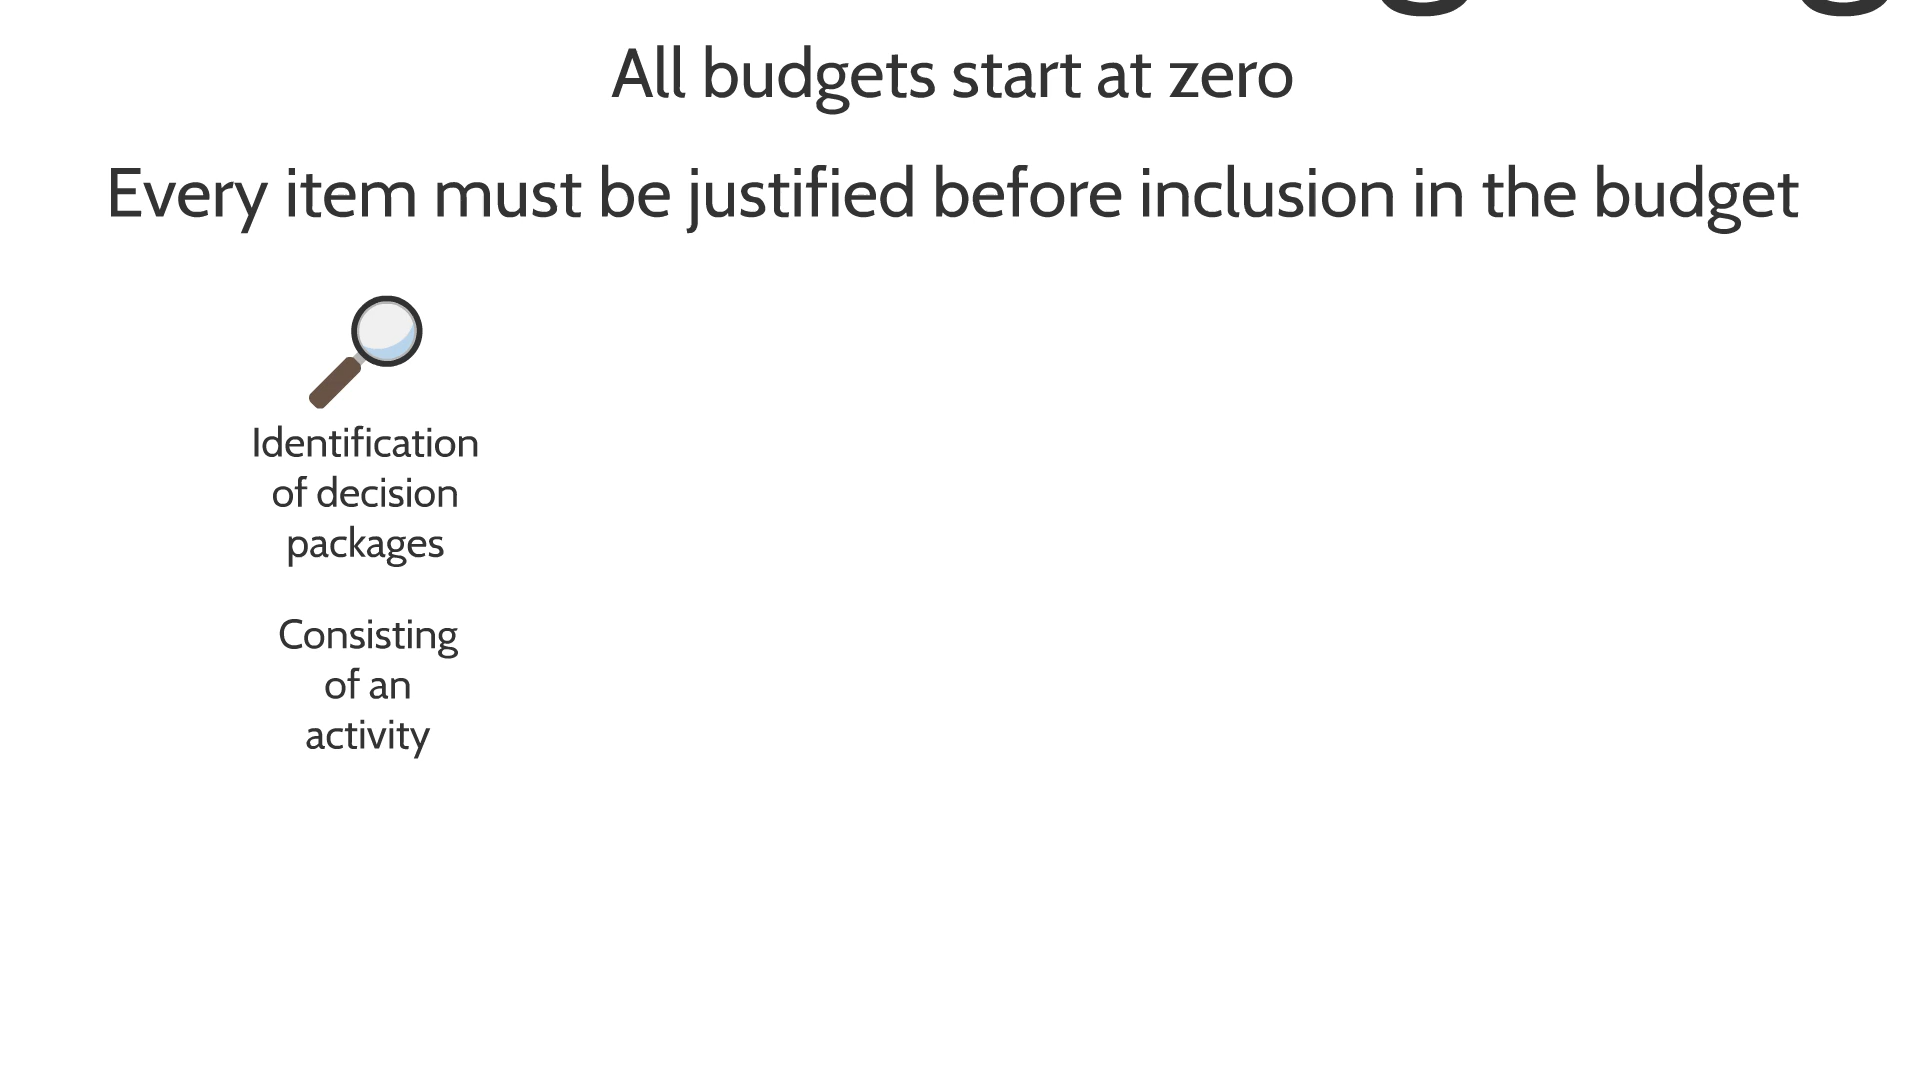 All budgets start at zero
Every item must be justified before inclusion in the budget
Identification
of decision
packages
Consisting
of an
activity